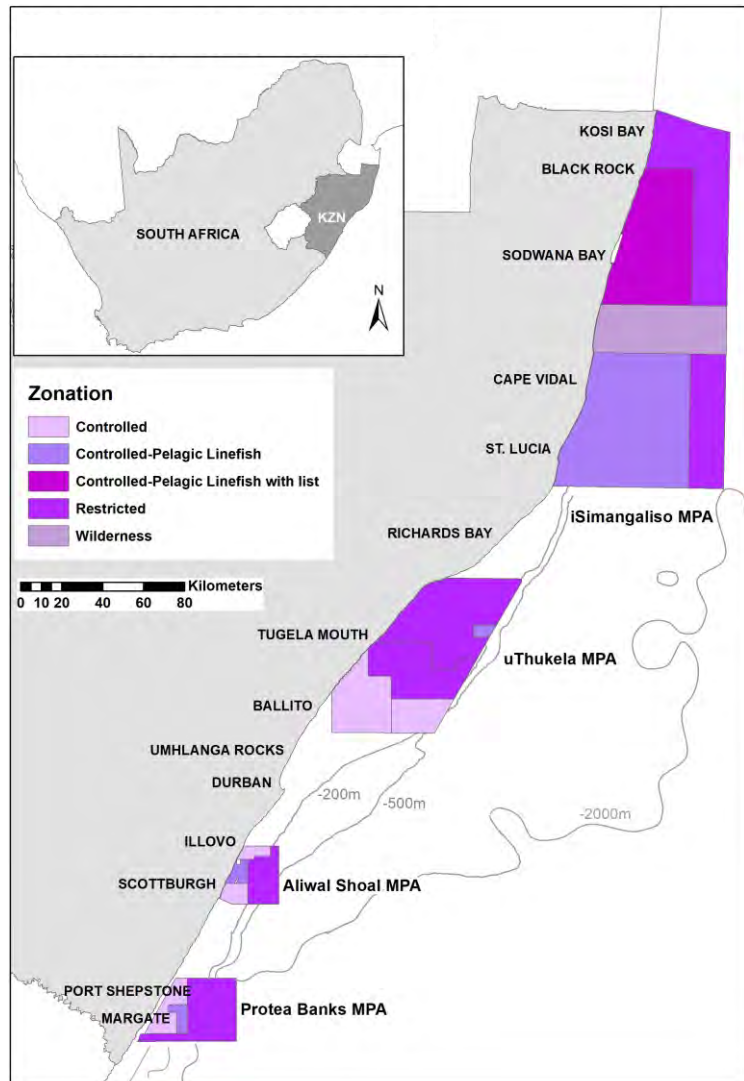 KOSI BAY
BLACK ROCK
KZN
SOUTH AFRICA
SODWANA BAY
N
Zonation
Controlled
Controlled-Pelagic Linefish
Controlled-Pelagic Linefish with list
Restricted
Wilderness
CAPE VIDAL
ST. LUCIA
iSimangaliso MPA
RICHARDS BAY
Kilometers
0 10 20 40 60 80
TUGELA MOUTH
uThukela MPA
BALLITO
UMHLANGA ROCKS
DURBAN
-200m
-500m
-2000m
ILLOVO
SCOTTBURGH
Aliwal Shoal MPA
PORT SHEPSTONE
MARGATE
Protea Banks MPA